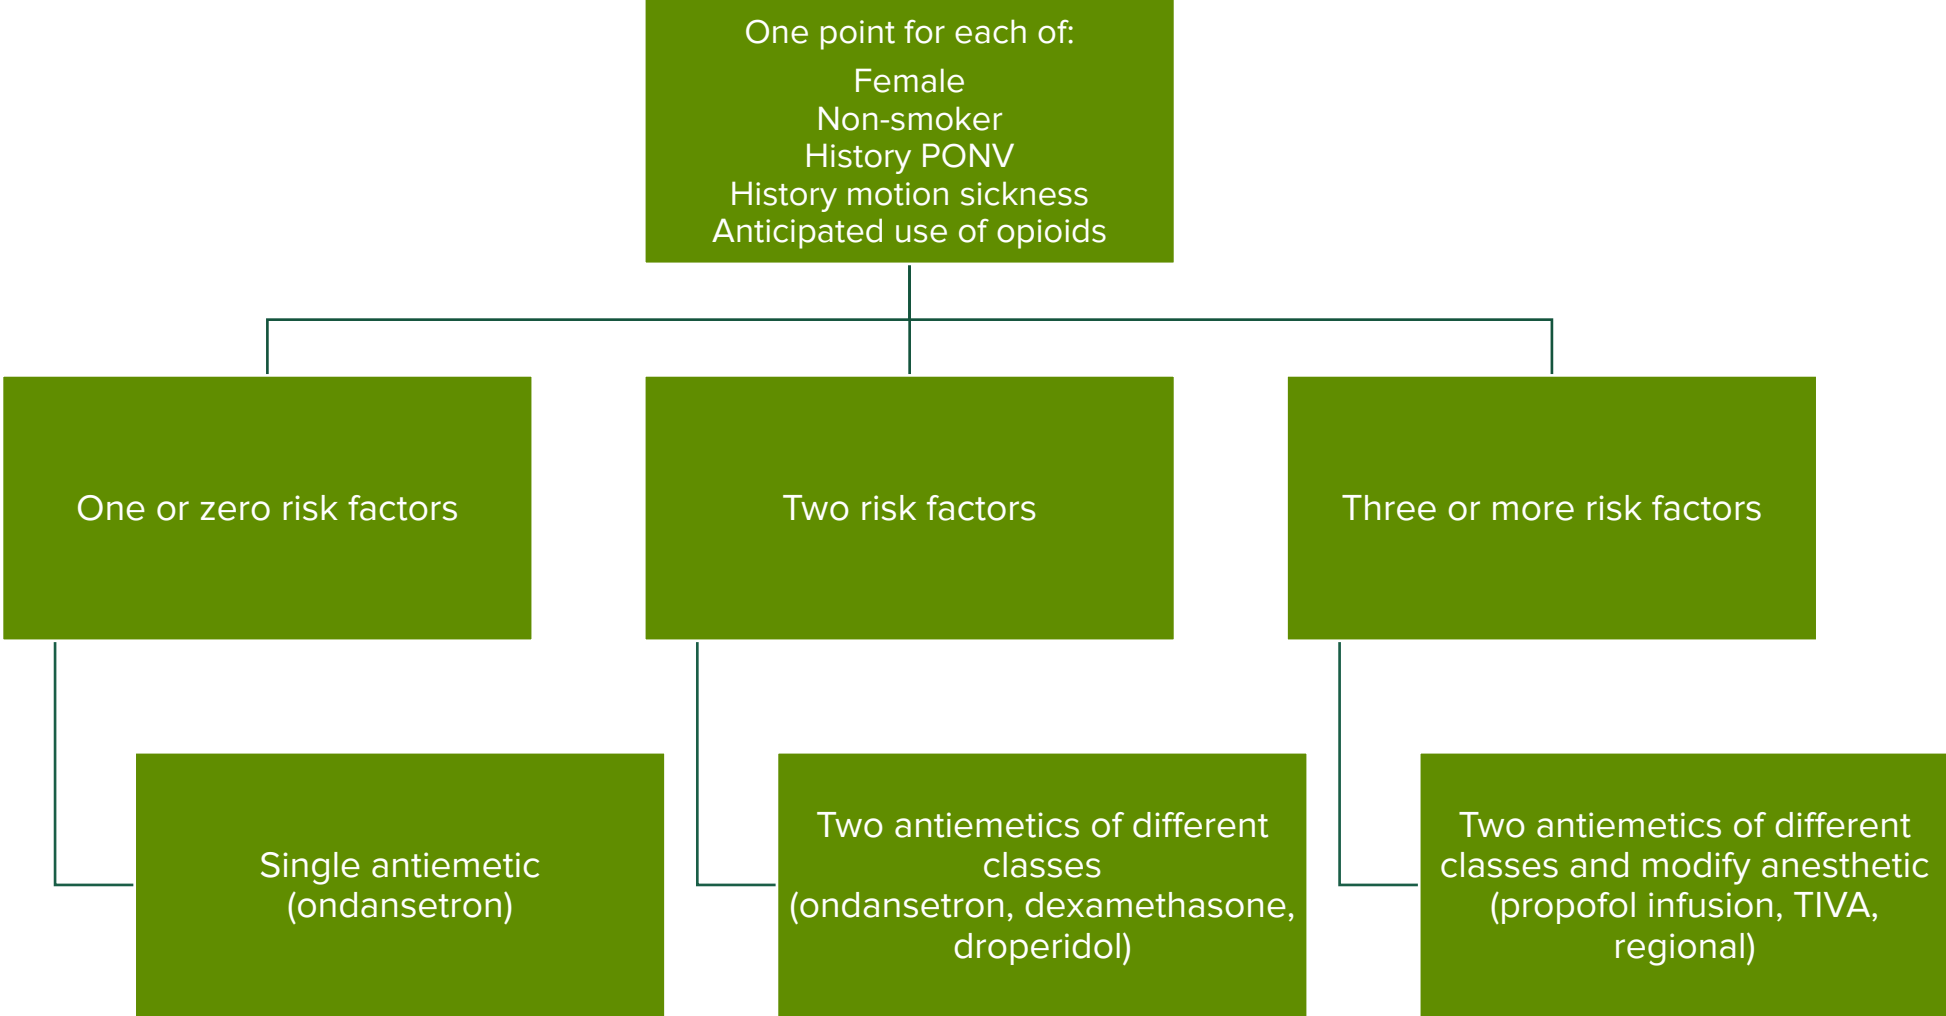 One point for each of:
Female
Non-smoker
History PONV
History motion sickness
Anticipated use of opioids
One or zero risk factors
Two risk factors
Three or more risk factors
Single antiemetic
(ondansetron)
Two antiemetics of different
classes
(ondansetron, dexamethasone,
droperidol)
Two antiemetics of different
classes and modify anesthetic
(propofol infusion, TIVA,
regional)